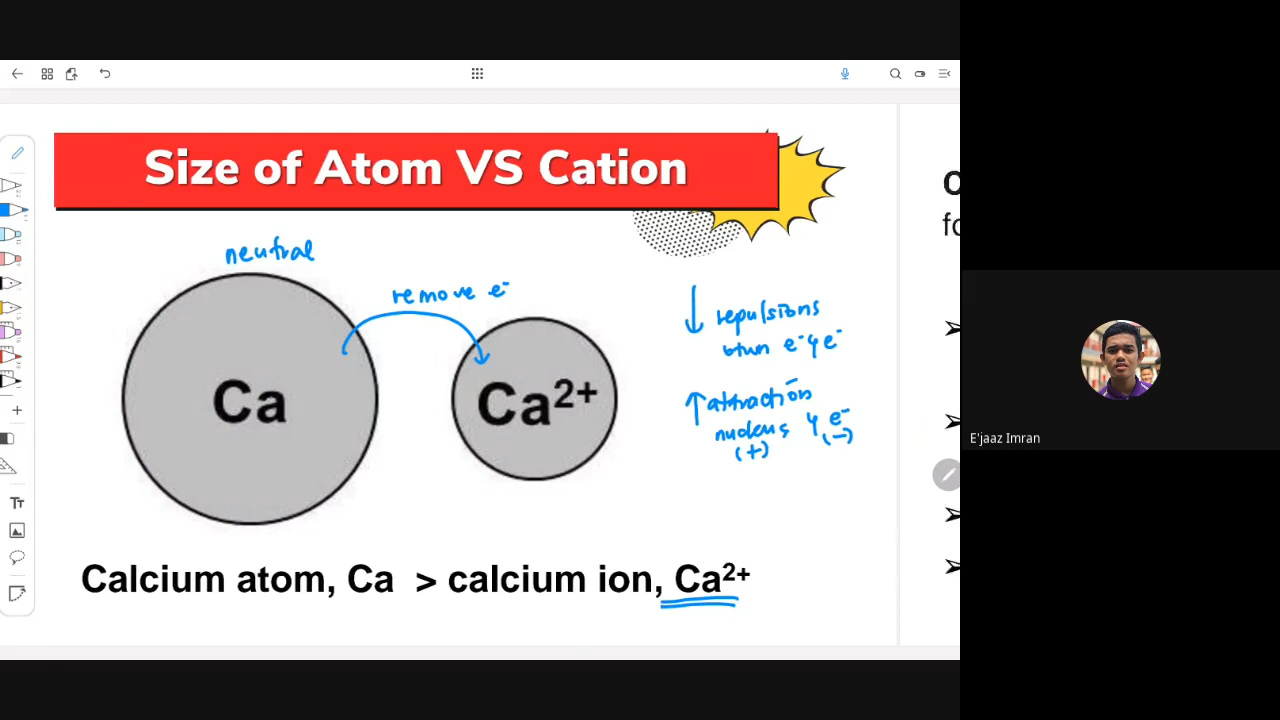 Size of Atom VS Cation
neutral
remove e⁻
Ca
Ca²⁺
↓ repulsions
btwn e⁻ & e⁻
↑ attraction
nucleus & e⁻
(+) (-)
Calcium atom, Ca > calcium ion, Ca²⁺
Tт
E'jaaz Imran